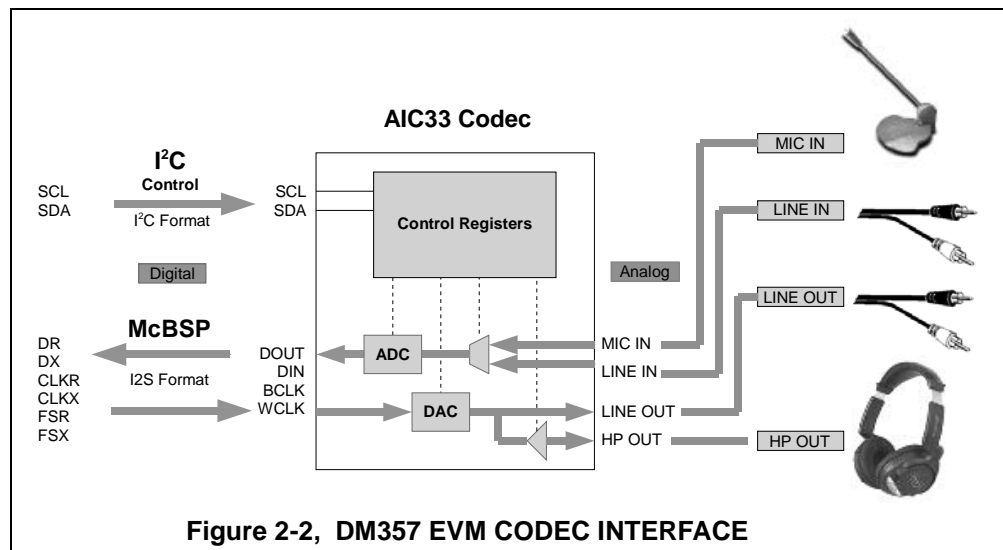 AIC33 Codec
I²C
Control
I²C Format
SCL
SDA
SCL
SDA
Control Registers
Digital
Analog
McBSP
I2S Format
DR
DX
CLKR
CLKX
FSR
FSX
DOUT
DIN
BCLK
WCLK
ADC
DAC
MIC IN
LINE IN
LINE OUT
HP OUT
MIC IN
LINE IN
LINE OUT
HP OUT
Figure 2-2, DM357 EVM CODEC INTERFACE